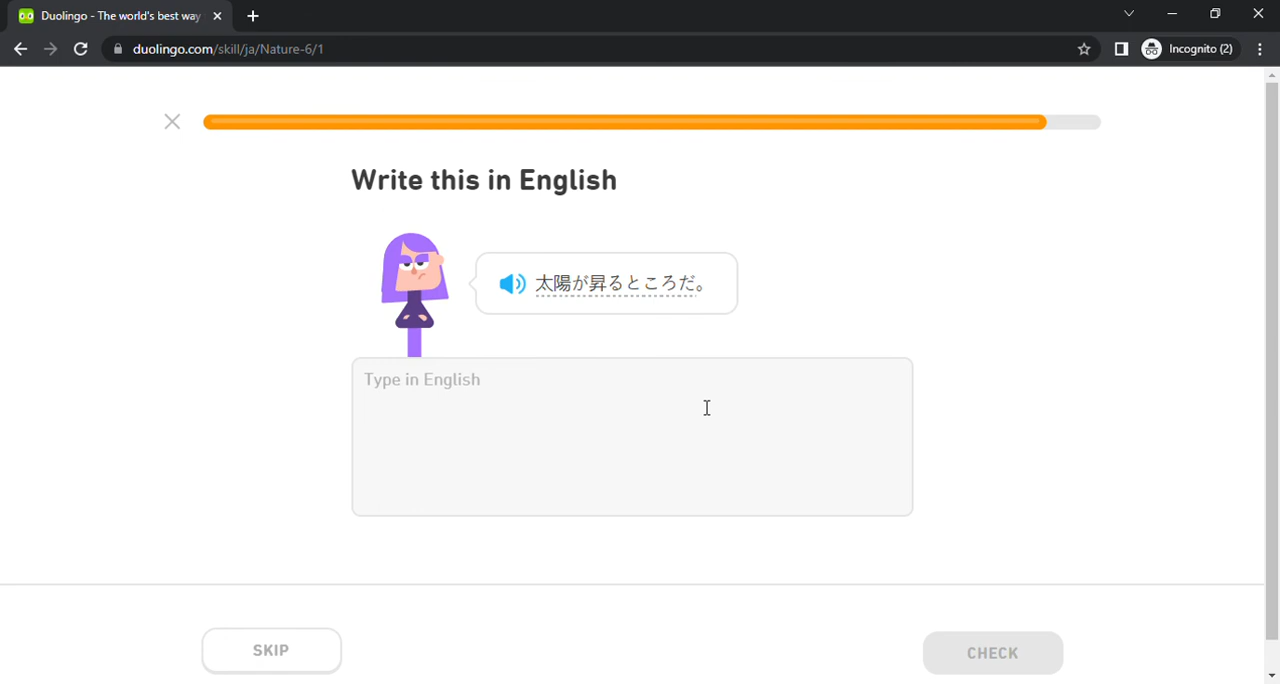 Duolingo - The world's best way
duolingo.com/skill/ja/Nature-6/1
Incognito (2)
Write this in English
太陽が昇るところだ。
Type in English
SKIP
CHECK